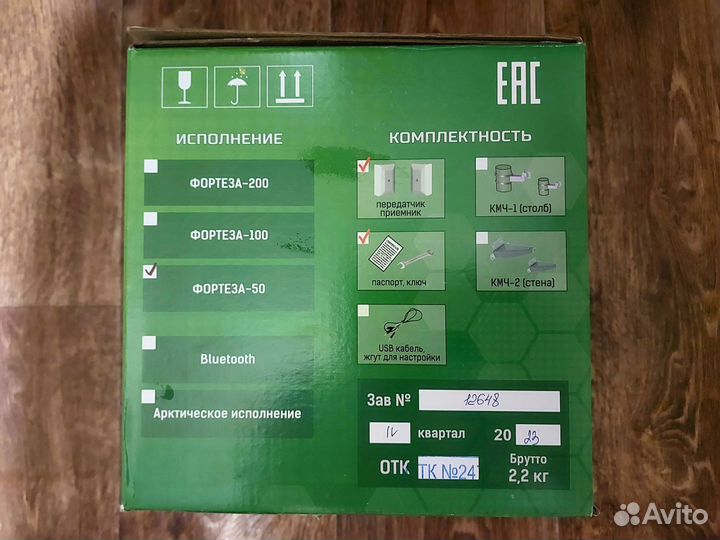 EAC
ИСПОЛНЕНИЕ
ФОРТЕЗА-200
ФОРТЕЗА-100
ФОРТЕЗА-50
Bluetooth
Арктическое исполнение
КОМПЛЕКТНОСТЬ
передатчик
приемник
КМЧ-1 (столб)
паспорт, ключ
КМЧ-2 (стена)
USB кабель,
жгут для настройки
Зав № 12648
IV квартал 20 23
ОТК ТК №24 Брутто
2,2 кг
Avito